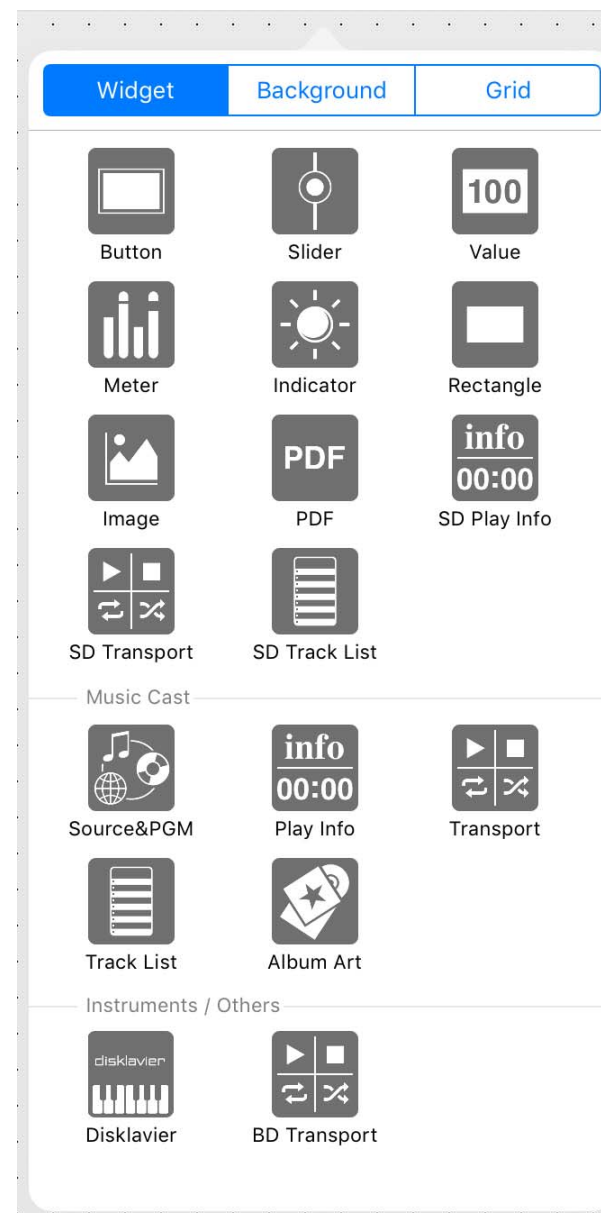 Widget Background Grid
100
Button Slider Value
Meter Indicator Rectangle
PDF info
00:00
Image PDF SD Play Info
SD Transport SD Track List
Music Cast
info
00:00
Source&PGM Play Info Transport
Track List Album Art
Instruments / Others
disklavier
Disklavier BD Transport